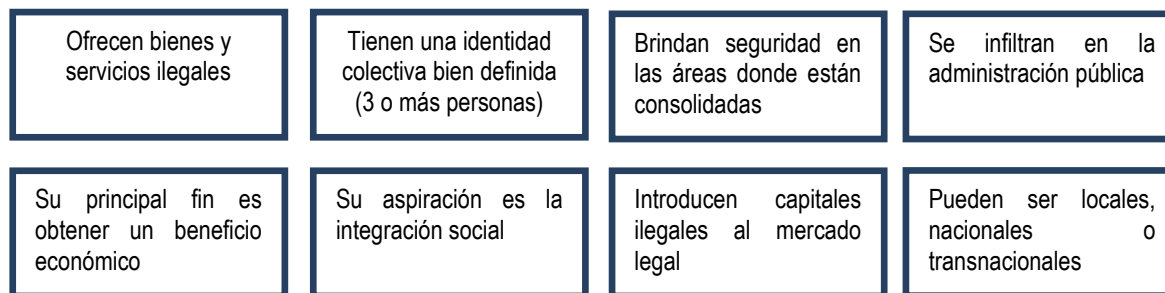 Ofrecen bienes y
servicios ilegales
Tienen una identidad
colectiva bien definida
(3 o más personas)
Brindan seguridad en
las áreas donde están
consolidadas
Se infiltran en la
administración pública
Su principal fin es
obtener un beneficio
económico
Su aspiración es la
integración social
Introducen capitales
ilegales al mercado
legal
Pueden ser locales,
nacionales o
transnacionales